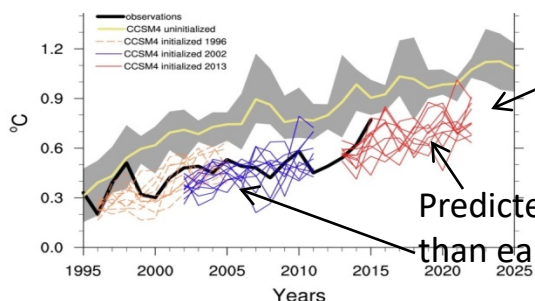 observations
CCSM4 uninitialized
CCSM4 initialized 1996
CCSM4 initialized 2002
CCSM4 initialized 2013
1.2
0.9
0.6
0.3
0.0
°C
1995 2000 2005 2010 2015 2020 2025
Years
Predicte
than ea